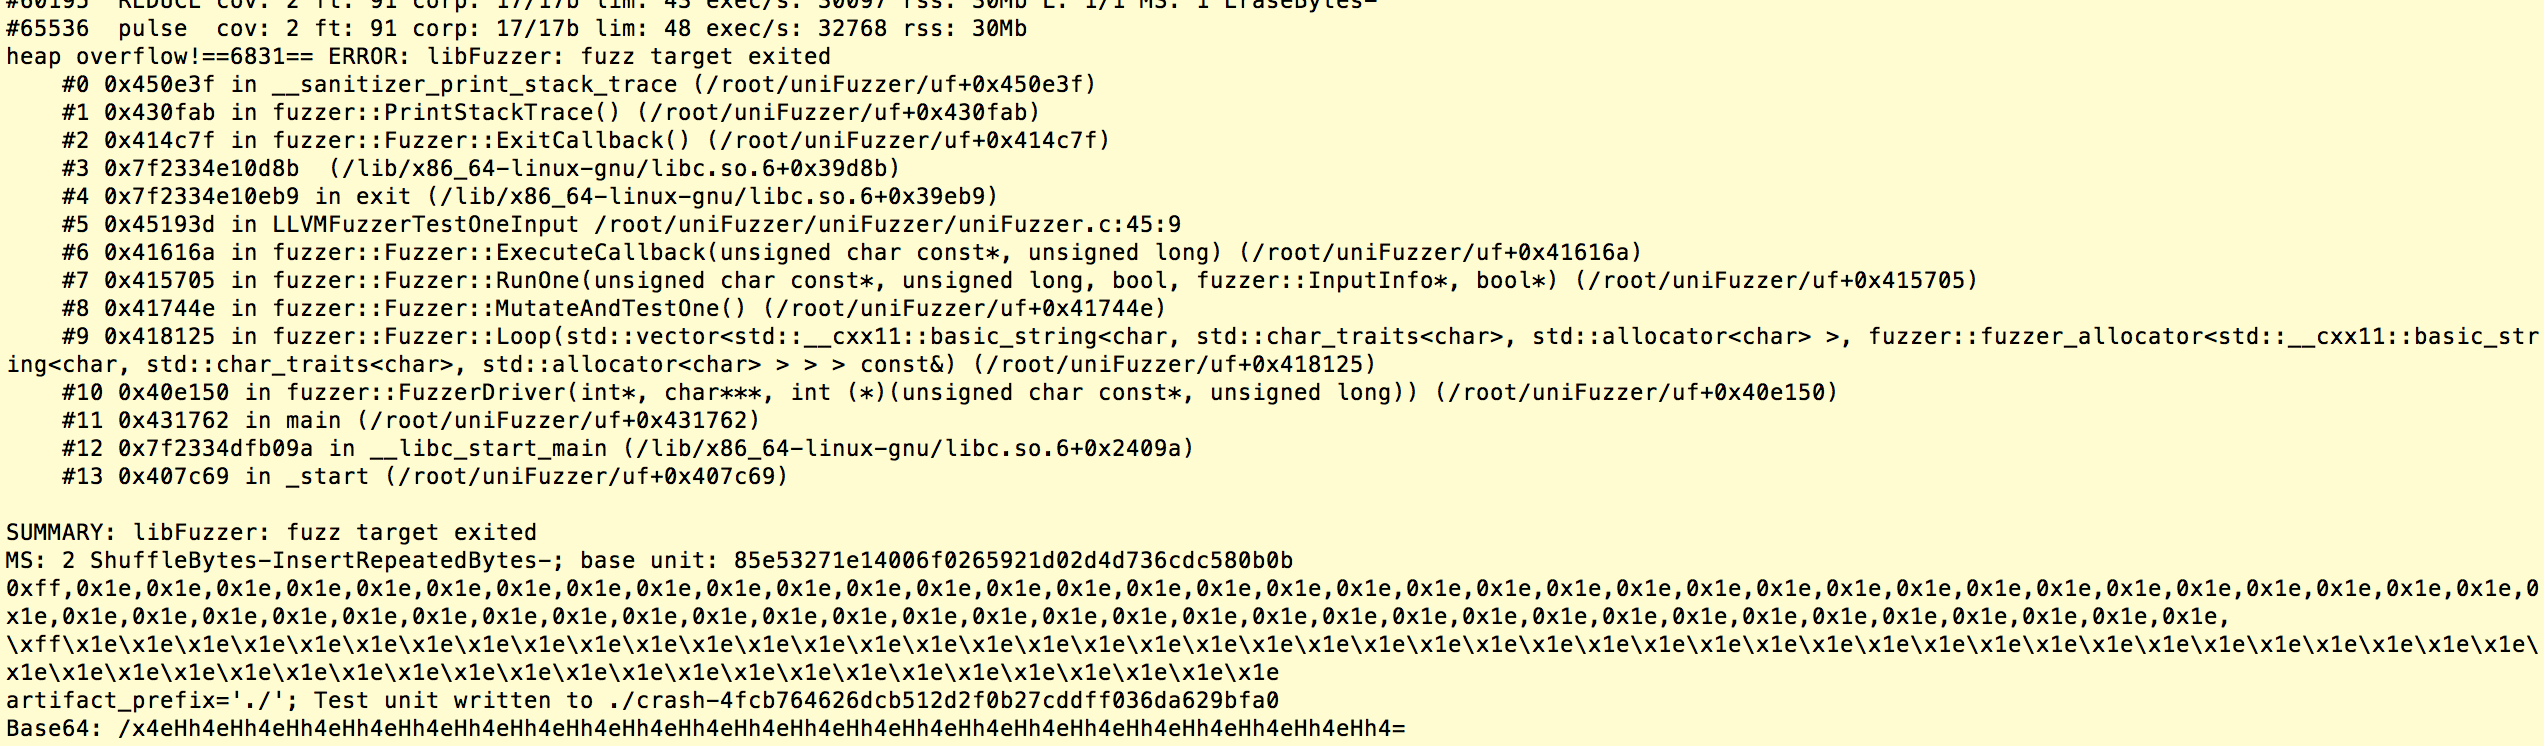 #60195  REDUCE cov: 2 ft: 91 corp: 17/17b lim: 43 exec/s: 30097 rss: 30Mb L: 1/1 MS: 1 EraseBytes-
#65536  pulse  cov: 2 ft: 91 corp: 17/17b lim: 48 exec/s: 32768 rss: 30Mb
heap overflow!==6831== ERROR: libFuzzer: fuzz target exited
    #0 0x450e3f in __sanitizer_print_stack_trace (/root/uniFuzzer/uf+0x450e3f)
    #1 0x430fab in fuzzer::PrintStackTrace() (/root/uniFuzzer/uf+0x430fab)
    #2 0x414c7f in fuzzer::Fuzzer::ExitCallback() (/root/uniFuzzer/uf+0x414c7f)
    #3 0x7f2334e10d8b  (/lib/x86_64-linux-gnu/libc.so.6+0x39d8b)
    #4 0x7f2334e10eb9 in exit (/lib/x86_64-linux-gnu/libc.so.6+0x39eb9)
    #5 0x45193d in LLVMFuzzerTestOneInput /root/uniFuzzer/uniFuzzer/uniFuzzer.c:45:9
    #6 0x41616a in fuzzer::Fuzzer::ExecuteCallback(unsigned char const*, unsigned long) (/root/uniFuzzer/uf+0x41616a)
    #7 0x415705 in fuzzer::Fuzzer::RunOne(unsigned char const*, unsigned long, bool, fuzzer::InputInfo*, bool*) (/root/uniFuzzer/uf+0x415705)
    #8 0x41744e in fuzzer::Fuzzer::MutateAndTestOne() (/root/uniFuzzer/uf+0x41744e)
    #9 0x418125 in fuzzer::Fuzzer::Loop(std::vector<std::__cxx11::basic_string<char, std::char_traits<char>, std::allocator<char> >, fuzzer::fuzzer_allocator<std::__cxx11::basic_str
ing<char, std::char_traits<char>, std::allocator<char> > > > const&) (/root/uniFuzzer/uf+0x418125)
    #10 0x40e150 in fuzzer::FuzzerDriver(int*, char***, int (*)(unsigned char const*, unsigned long)) (/root/uniFuzzer/uf+0x40e150)
    #11 0x431762 in main (/root/uniFuzzer/uf+0x431762)
    #12 0x7f2334dfb09a in __libc_start_main (/lib/x86_64-linux-gnu/libc.so.6+0x2409a)
    #13 0x407c69 in _start (/root/uniFuzzer/uf+0x407c69)

SUMMARY: libFuzzer: fuzz target exited
MS: 2 ShuffleBytes-InsertRepeatedBytes-; base unit: 85e53271e14006f0265921d02d4d736cdc580b0b
0xff,0x1e,0x1e,0x1e,0x1e,0x1e,0x1e,0x1e,0x1e,0x1e,0x1e,0x1e,0x1e,0x1e,0x1e,0x1e,0x1e,0x1e,0x1e,0x1e,0x1e,0x1e,0x1e,0x1e,0x1e,0x1e,0x1e,0x1e,0x1e,0x1e,0x1e,0x1e,0x1e,0x1e,0x1e,0x1e,0
x1e,0x1e,0x1e,0x1e,0x1e,0x1e,0x1e,0x1e,0x1e,0x1e,0x1e,0x1e,0x1e,0x1e,0x1e,0x1e,0x1e,0x1e,0x1e,0x1e,0x1e,0x1e,0x1e,0x1e,0x1e,0x1e,0x1e,0x1e,0x1e,0x1e,0x1e,0x1e,
\xff\x1e\x1e\x1e\x1e\x1e\x1e\x1e\x1e\x1e\x1e\x1e\x1e\x1e\x1e\x1e\x1e\x1e\x1e\x1e\x1e\x1e\x1e\x1e\x1e\x1e\x1e\x1e\x1e\x1e\x1e\x1e\x1e\x1e\x1e\x1e\x1e\x1e\x1e\x1e\x1e\x1e\x1e\x1e\x1e\
x1e\x1e\x1e\x1e\x1e\x1e\x1e\x1e\x1e\x1e\x1e\x1e\x1e\x1e\x1e\x1e\x1e\x1e\x1e\x1e\x1e\x1e\x1e
artifact_prefix='./'; Test unit written to ./crash-4fcb764626dcb512d2f0b27cddff036da629bfa0
Base64: /x4eHh4eHh4eHh4eHh4eHh4eHh4eHh4eHh4eHh4eHh4eHh4eHh4eHh4eHh4eHh4eHh4eHh4eHh4eHh4eHh4eHh4eHh4eHh4=